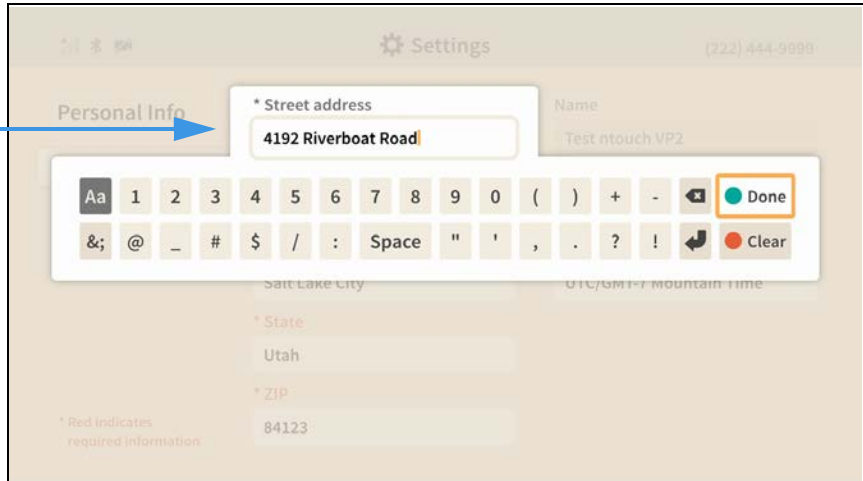 Settings
(222) 444-9999
Personal Info
* Street address
4192 Riverboat Road
Name
Test ntouch VP2
Aa 1 2 3 4 5 6 7 8 9 0 ( ) + - Done
&; @ _ # $ / : Space " ' , . ? ! Clear
Salt Lake City
UTC/GMT-7 Mountain Time
* State
Utah
* ZIP
84123
* Red indicates
required information